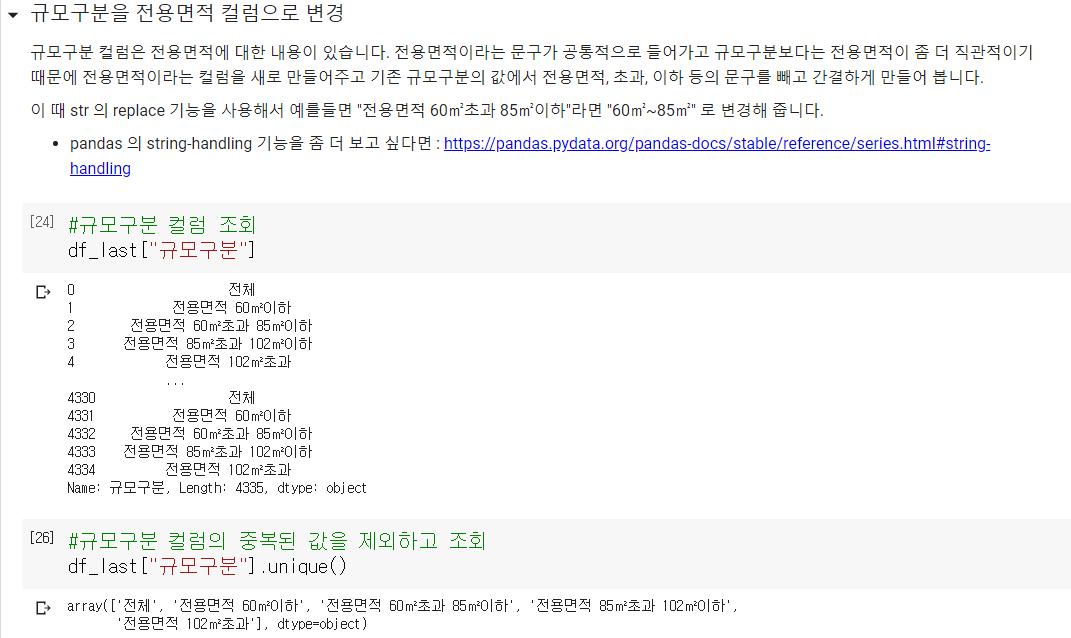 규모구분을 전용면적 컬럼으로 변경
규모구분 컬럼은 전용면적에 대한 내용이 있습니다. 전용면적이라는 문구가 공통적으로 들어가고 규모구분보다는 전용면적이 좀 더 직관적이기
때문에 전용면적이라는 컬럼을 새로 만들어주고 기존 규모구분의 값에서 전용면적, 초과, 이하 등의 문구를 빼고 간결하게 만들어 봅니다.
이 때 str 의 replace 기능을 사용해서 예를들면 "전용면적 60㎡초과 85㎡이하"라면 "60㎡~85㎡" 로 변경해 줍니다.
• pandas 의 string-handling 기능을 좀 더 보고 싶다면 : https://pandas.pydata.org/pandas-docs/stable/reference/series.html#string-
handling
[24] #규모구분 컬럼 조회
df_last["규모구분"]
0 전체
1 전용면적 60㎡이하
2 전용면적 60㎡초과 85㎡이하
3 전용면적 85㎡초과 102㎡이하
4 전용면적 102㎡초과
...
4330 전체
4331 전용면적 60㎡이하
4332 전용면적 60㎡초과 85㎡이하
4333 전용면적 85㎡초과 102㎡이하
4334 전용면적 102㎡초과
Name: 규모구분, Length: 4335, dtype: object
[26] #규모구분 컬럼의 중복된 값을 제외하고 조회
df_last["규모구분"].unique()
array(['전체', '전용면적 60㎡이하', '전용면적 60㎡초과 85㎡이하', '전용면적 85㎡초과 102㎡이하',
'전용면적 102㎡초과'], dtype=object)